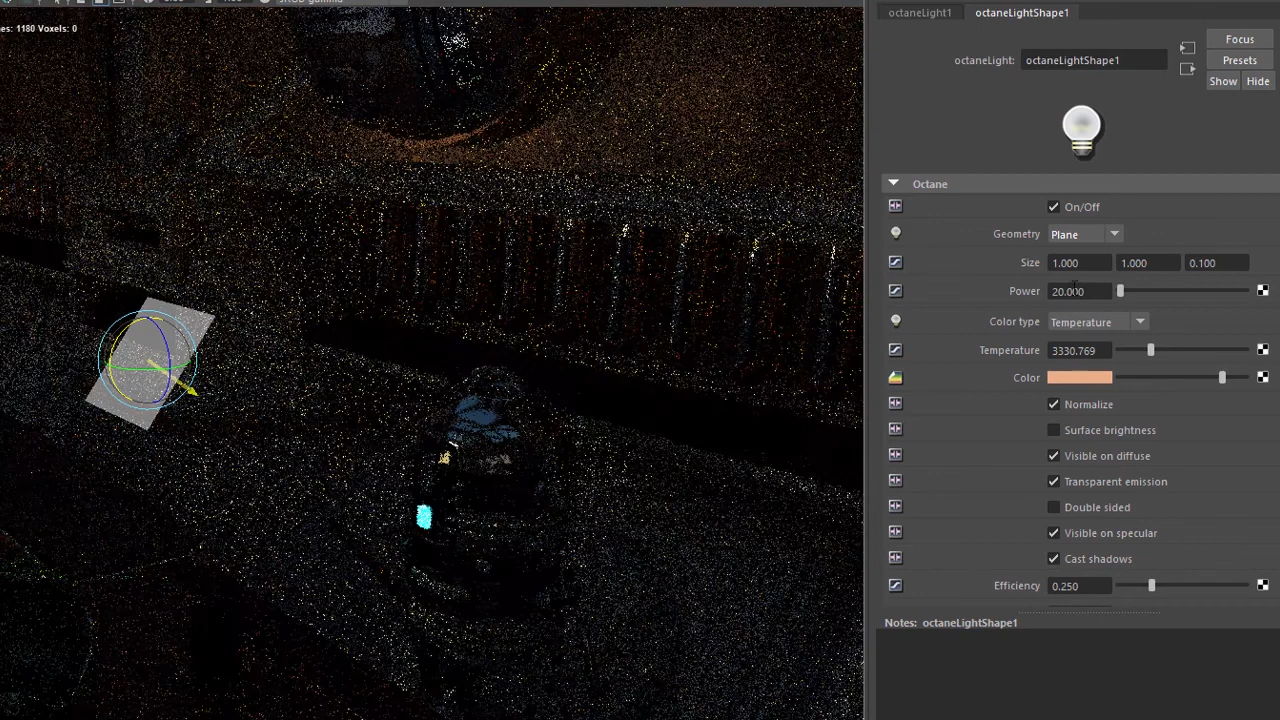 octaneLight1 octaneLightShape1
es: 1180 Voxels: 0
Focus
octaneLight: octaneLightShape1
Presets
Show Hide
Octane
On/Off
Geometry Plane
Size 1.000 1.000 0.100
Power 20.000
Color type Temperature
Temperature 3330.769
Color
Normalize
Surface brightness
Visible on diffuse
Transparent emission
Double sided
Visible on specular
Cast shadows
Efficiency 0.250
Notes: octaneLightShape1